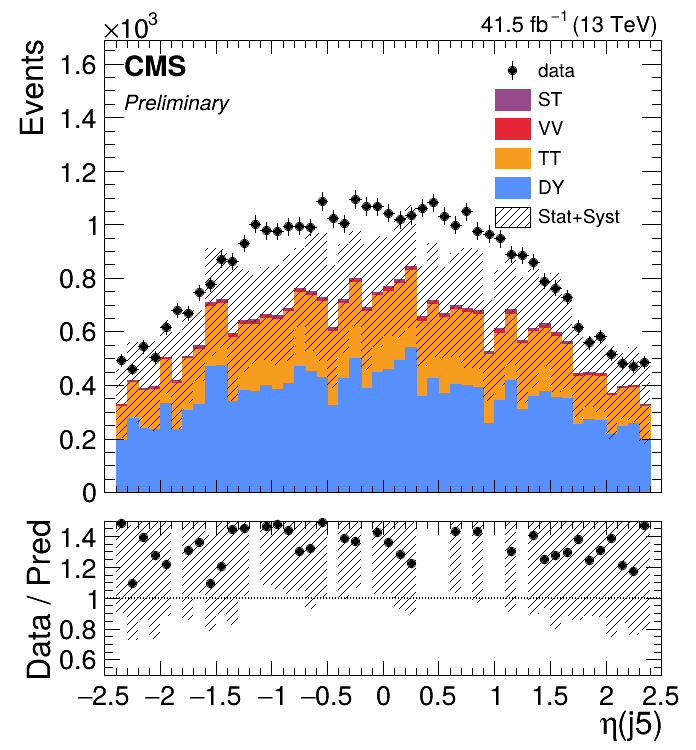 ×10³
41.5 fb⁻¹ (13 TeV)
Events
CMS
Preliminary
data
ST
VV
TT
DY
Stat+Syst
1.6
1.4
1.2
1
0.8
0.6
0.4
0.2
0
Data / Pred
1.4
1.2
1
0.8
0.6
−2.5 −2 −1.5 −1 −0.5 0 0.5 1 1.5 2 2.5
η(j5)